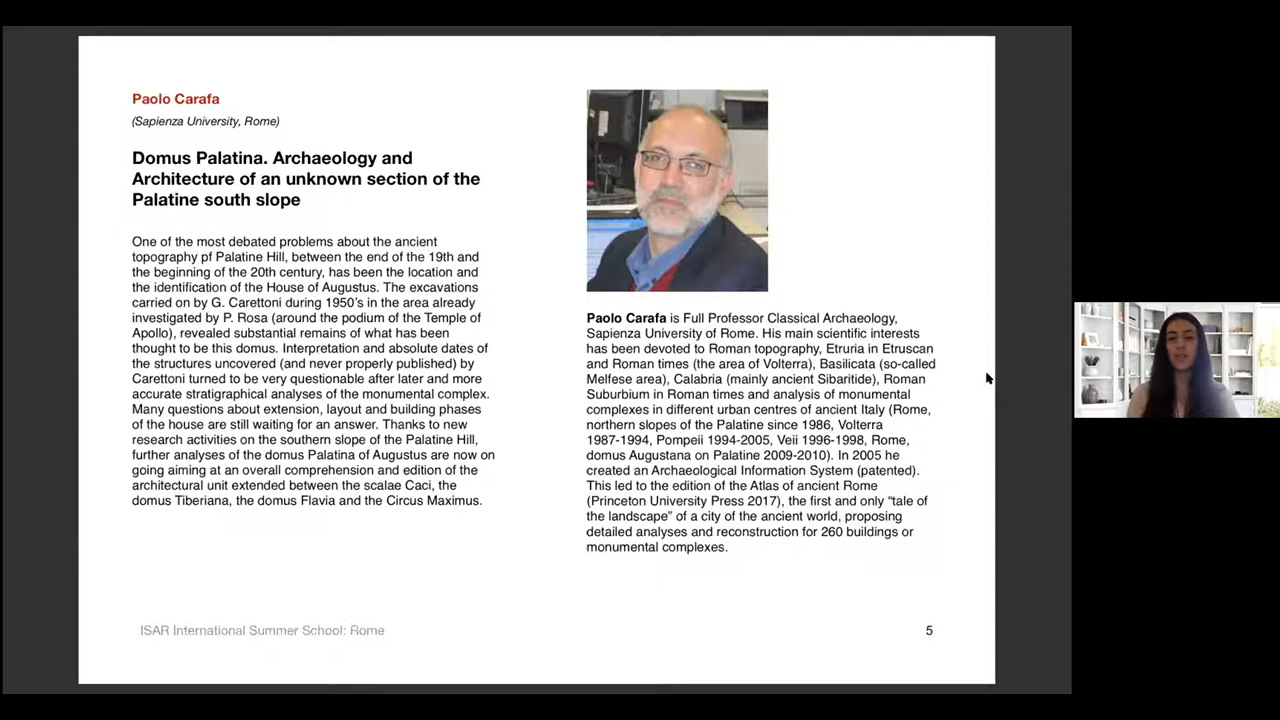 Paolo Carafa
(Sapienza University, Rome)
Domus Palatina. Archaeology and
Architecture of an unknown section of the
Palatine south slope
One of the most debated problems about the ancient
topography pf Palatine Hill, between the end of the 19th and
the beginning of the 20th century, has been the location and
the identification of the House of Augustus. The excavations
carried on by G. Carettoni during 1950's in the area already
investigated by P. Rosa (around the podium of the Temple of
Apollo), revealed substantial remains of what has been
thought to be this domus. Interpretation and absolute dates of
the structures uncovered (and never properly published) by
Carettoni turned to be very questionable after later and more
accurate stratigraphical analyses of the monumental complex.
Many questions about extension, layout and building phases
of the house are still waiting for an answer. Thanks to new
research activities on the southern slope of the Palatine Hill,
further analyses of the domus Palatina of Augustus are now on
going aiming at an overall comprehension and edition of the
architectural unit extended between the scalae Caci, the
domus Tiberiana, the domus Flavia and the Circus Maximus.
Paolo Carafa is Full Professor Classical Archaeology,
Sapienza University of Rome. His main scientific interests
has been devoted to Roman topography, Etruria in Etruscan
and Roman times (the area of Volterra), Basilicata (so-called
Melfese area), Calabria (mainly ancient Sibaritide), Roman
Suburbium in Roman times and analysis of monumental
complexes in different urban centres of ancient Italy (Rome,
northern slopes of the Palatine since 1986, Volterra
1987-1994, Pompeii 1994-2005, Veii 1996-1998, Rome,
domus Augustana on Palatine 2009-2010). In 2005 he
created an Archaeological Information System (patented).
This led to the edition of the Atlas of ancient Rome
(Princeton University Press 2017), the first and only “tale of
the landscape” of a city of the ancient world, proposing
detailed analyses and reconstruction for 260 buildings or
monumental complexes.
ISAR International Summer School: Rome
5